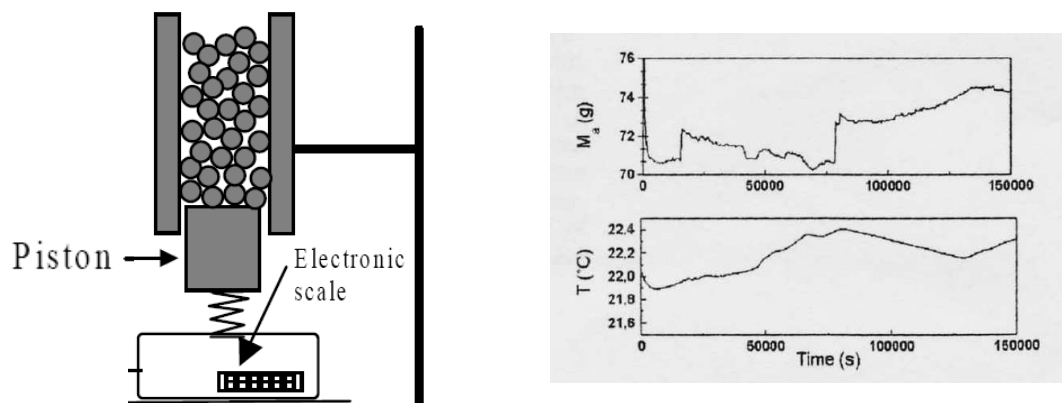 Piston
Electronic
scale
76
74
72
70
M_a (g)
0
50000
100000
150000
22,4
22,2
22,0
21,8
21,6
T (°C)
0
50000
100000
150000
Time (s)